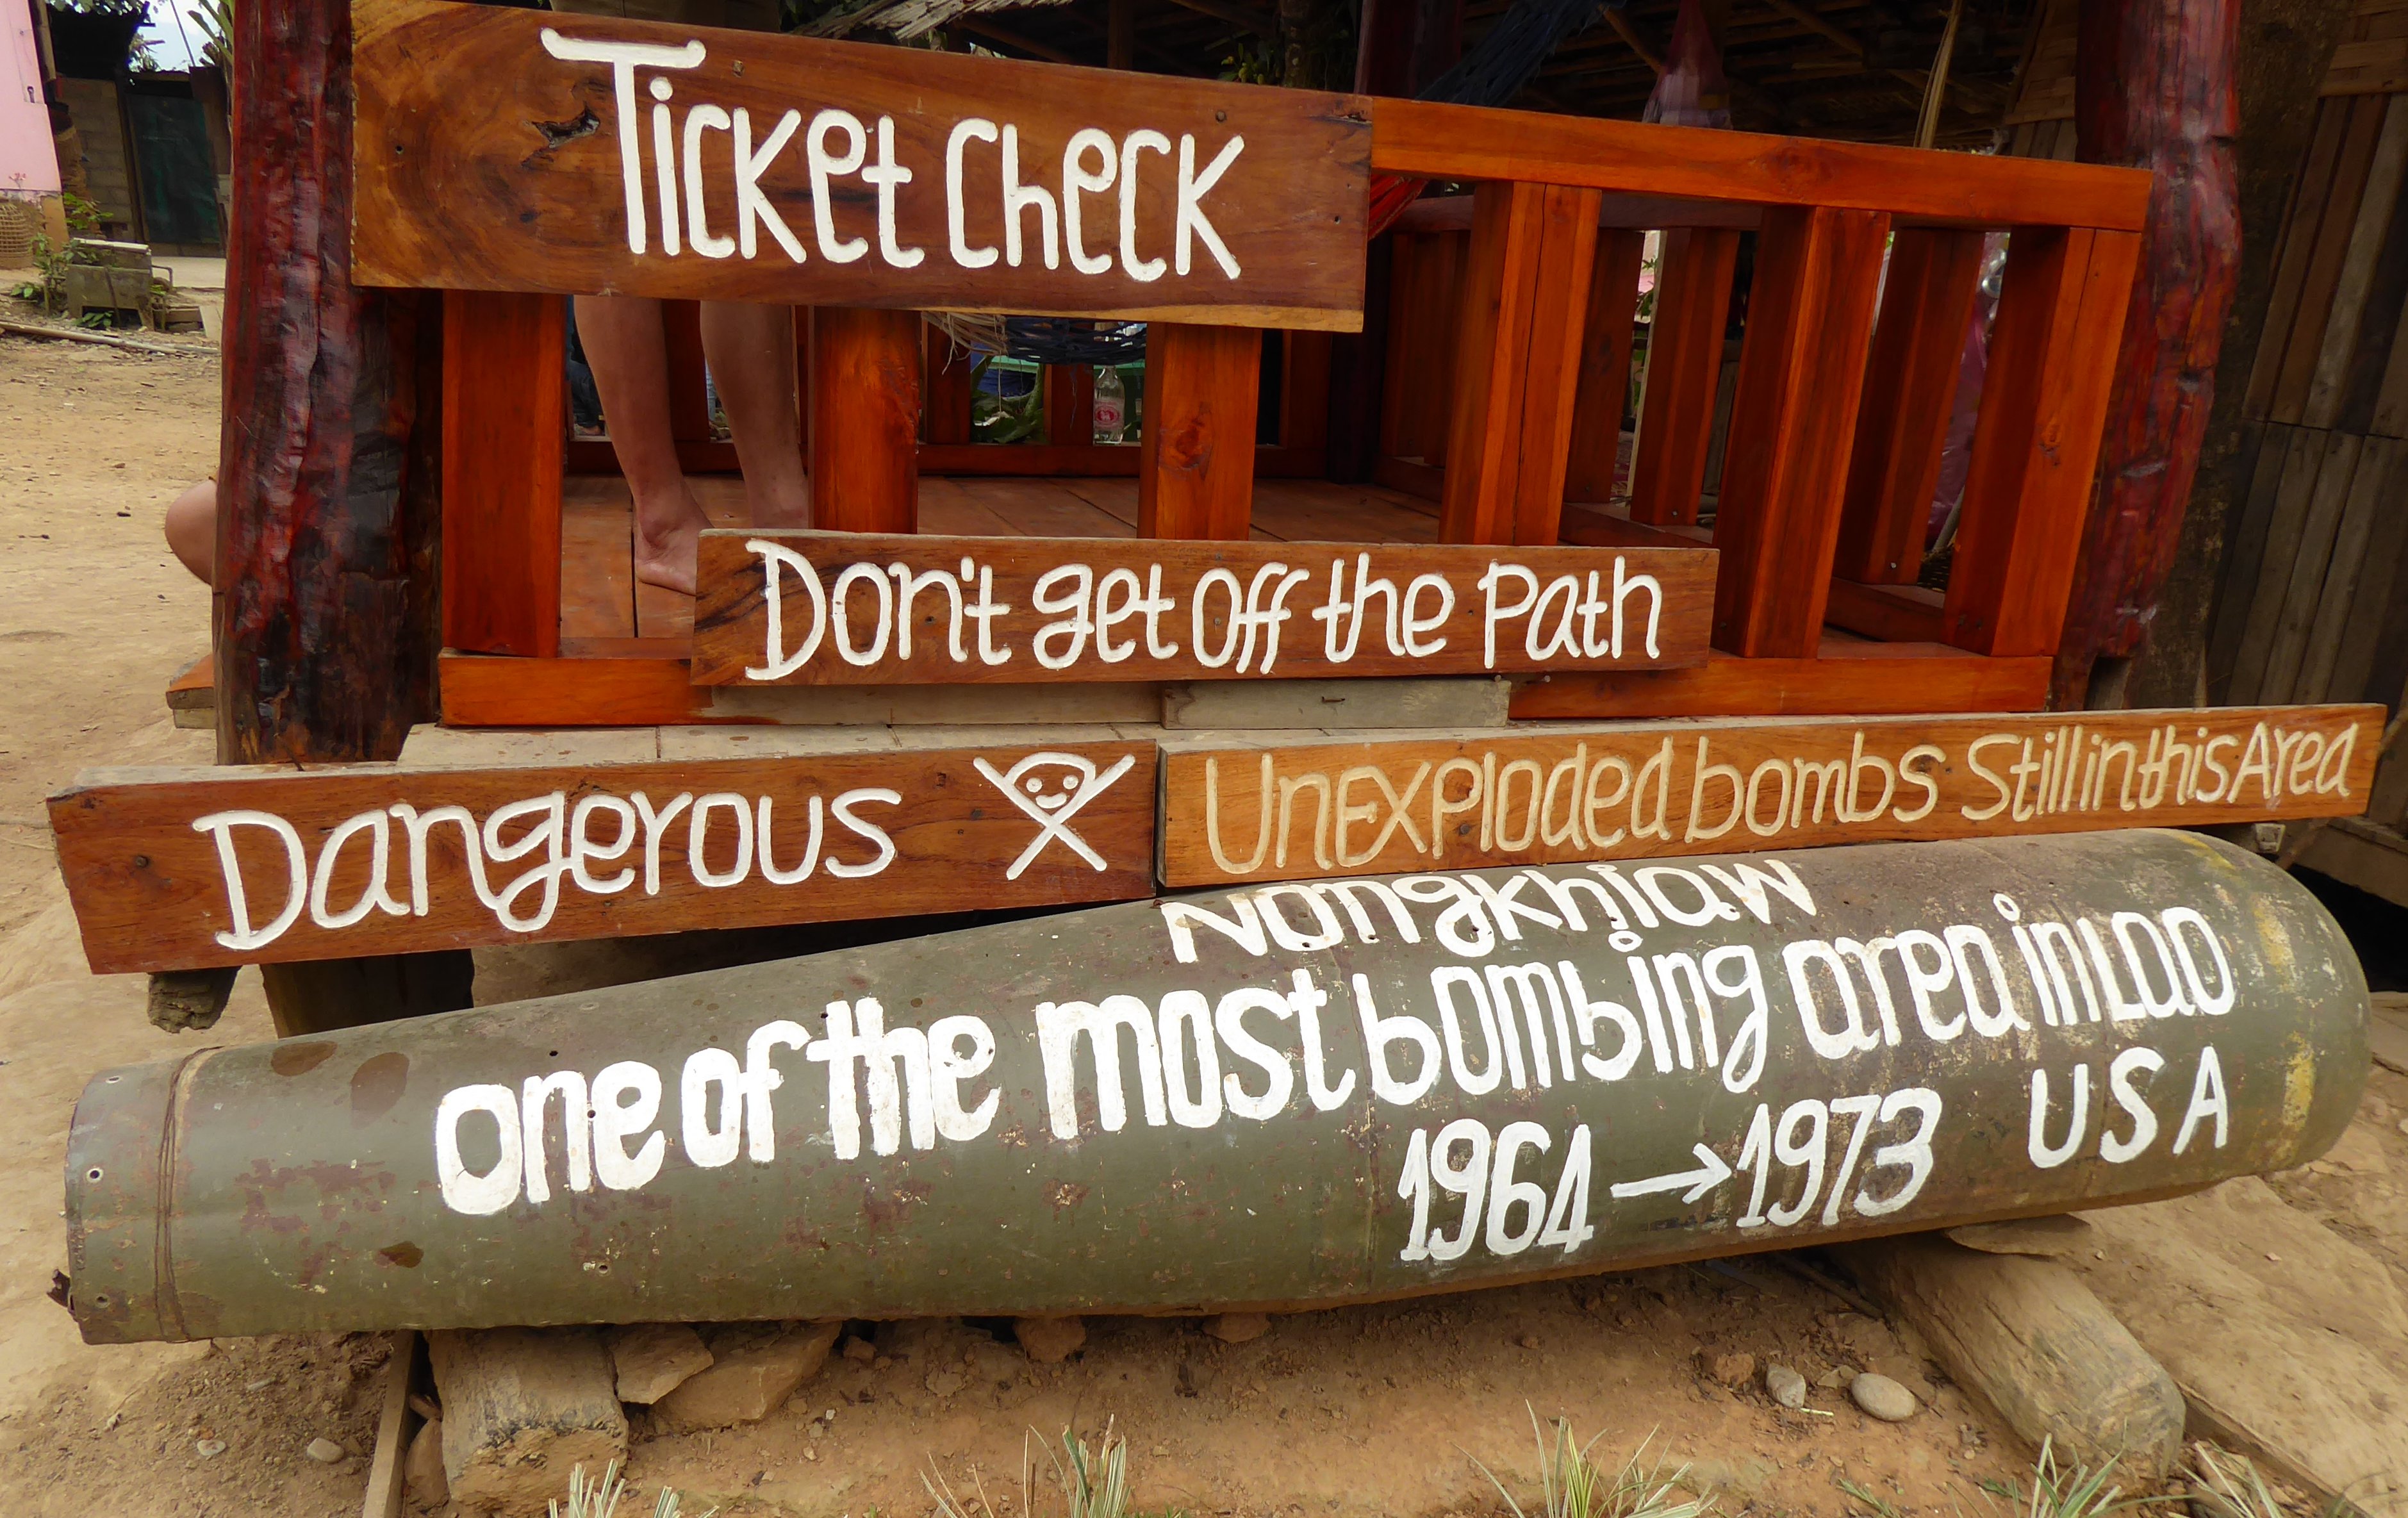 Ticket check
Don't get off the path
Dangerous
Unexploded bombs Still in this Area
Nongkhiaw
one of the most bombing area in Lao
1964 → 1973 USA